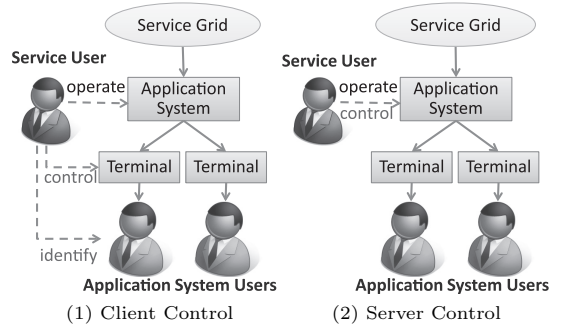 Service Grid
Service User
operate
Application
System
Terminal
Terminal
control
identify
Application System Users
(1) Client Control
Service Grid
Service User
operate
control
Application
System
Terminal
Terminal
Application System Users
(2) Server Control